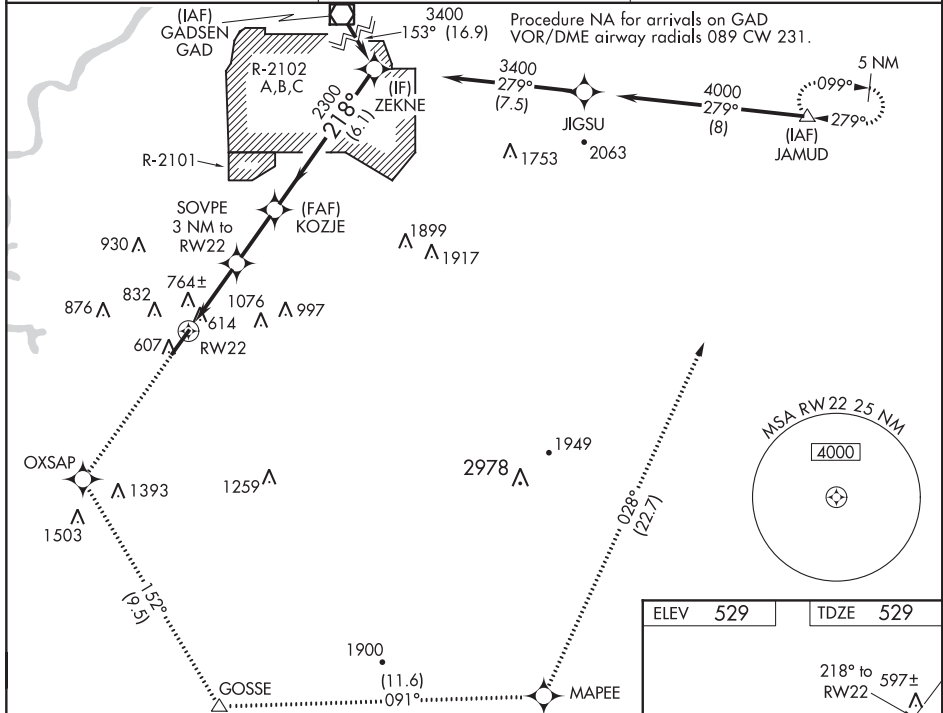 (IAF)
GADSEN
GAD
3400
153° (16.9)
Procedure NA for arrivals on GAD
VOR/DME airway radials 089 CW 231.
R-2102
A,B,C
(IF)
ZEKNE
2300
218°
(6.1)
3400
279°
(7.5)
JIGSU
4000
279°
(8)
099°
5 NM
279°
(IAF)
JAMUD
R-2101
1753
2063
SOVPE
3 NM to
RW22
(FAF)
KOZJE
930
1899
1917
764±
876
832
1076
997
614
607
RW22
MSA RW22 25 NM
4000
OXSAP
1393
1259
2978
1949
1503
028°
(22.7)
152°
(9.5)
1900
(11.6)
091°
GOSSE
MAPEE
ELEV 529
TDZE 529
218° to
RW22
597±